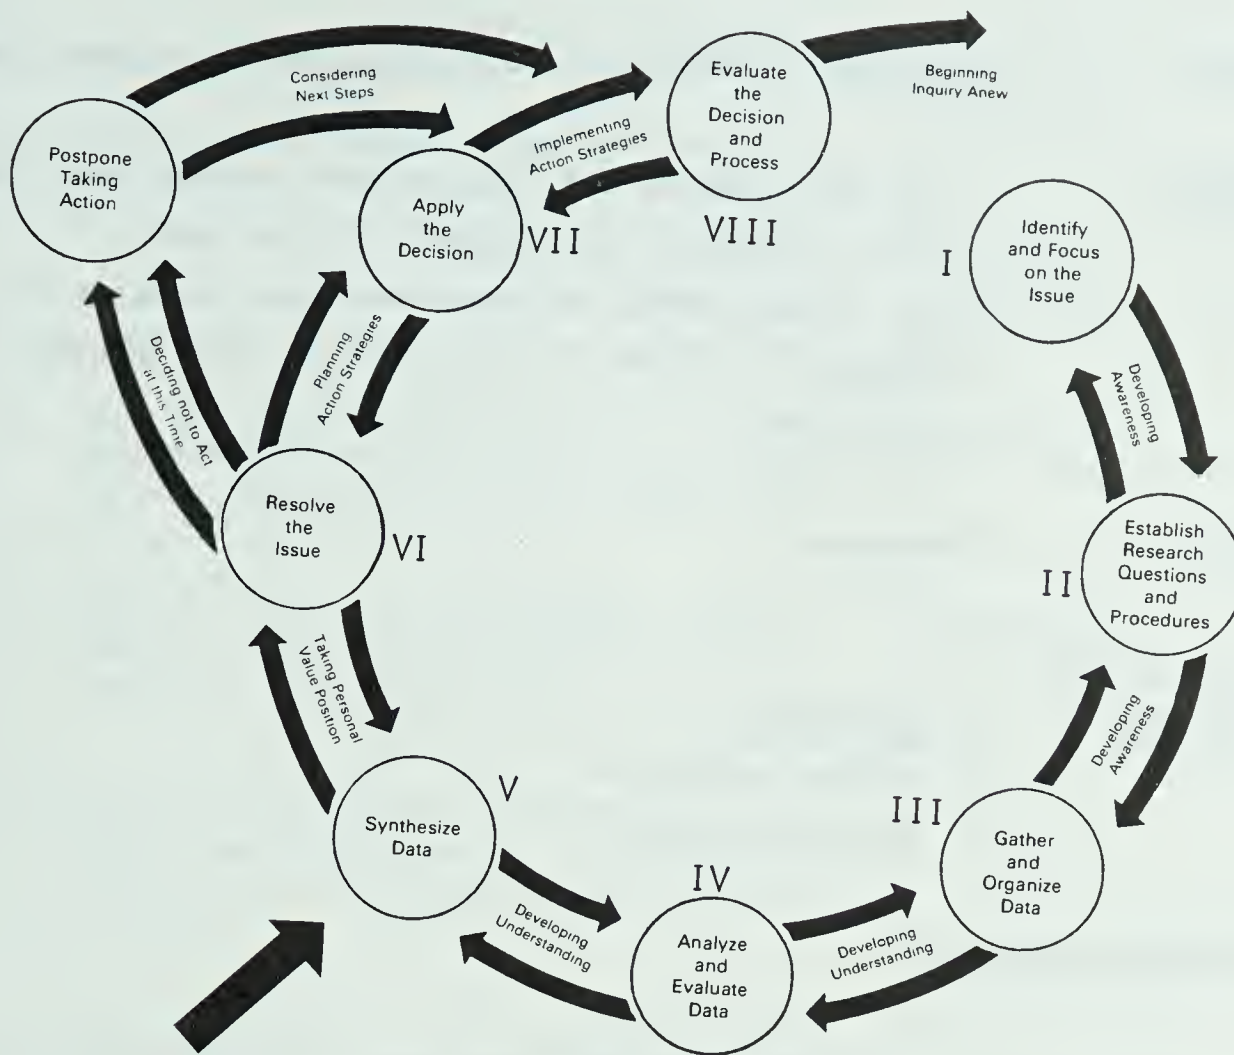 Considering
Next Steps
Postpone
Taking
Action
Evaluate
the
Decision
and
Process
VIII
Beginning
Inquiry Anew
Implementing
Action Strategies
Apply
the
Decision
VII
I
Identify
and Focus
on the
Issue
Deciding not to Act
at this Time
Planning
Action Strategies
Developing
Awareness
Resolve
the
Issue
VI
II
Establish
Research
Questions
and
Procedures
Taking Personal
Value Position
Developing
Awareness
V
Synthesize
Data
III
Gather
and
Organize
Data
IV
Analyze
and
Evaluate
Data
Developing
Understanding
Developing
Understanding